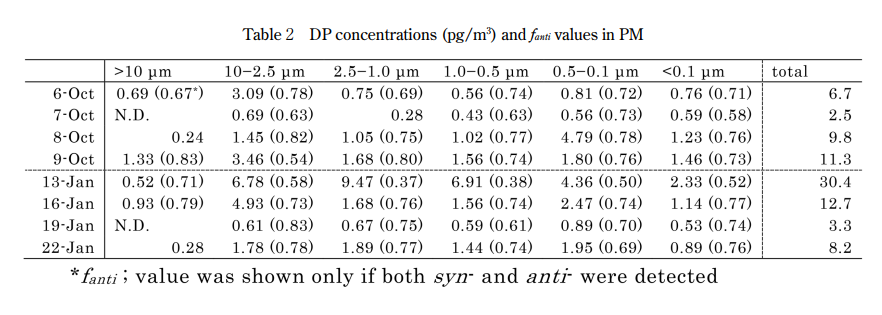 Table 2 DP concentrations (pg/m³) and fanti values in PM
>10 μm 10−2.5 μm 2.5−1.0 μm 1.0−0.5 μm 0.5−0.1 μm <0.1 μm total
6-Oct 0.69 (0.67*) 3.09 (0.78) 0.75 (0.69) 0.56 (0.74) 0.81 (0.72) 0.76 (0.71) 6.7
7-Oct N.D. 0.69 (0.63) 0.28 0.43 (0.63) 0.56 (0.73) 0.59 (0.58) 2.5
8-Oct 0.24 1.45 (0.82) 1.05 (0.75) 1.02 (0.77) 4.79 (0.78) 1.23 (0.76) 9.8
9-Oct 1.33 (0.83) 3.46 (0.54) 1.68 (0.80) 1.56 (0.74) 1.80 (0.76) 1.46 (0.73) 11.3
13-Jan 0.52 (0.71) 6.78 (0.58) 9.47 (0.37) 6.91 (0.38) 4.36 (0.50) 2.33 (0.52) 30.4
16-Jan 0.93 (0.79) 4.93 (0.73) 1.68 (0.76) 1.56 (0.74) 2.47 (0.74) 1.14 (0.77) 12.7
19-Jan N.D. 0.61 (0.83) 0.67 (0.75) 0.59 (0.61) 0.89 (0.70) 0.53 (0.74) 3.3
22-Jan 0.28 1.78 (0.78) 1.89 (0.77) 1.44 (0.74) 1.95 (0.69) 0.89 (0.76) 8.2
*fanti ; value was shown only if both syn- and anti- were detected